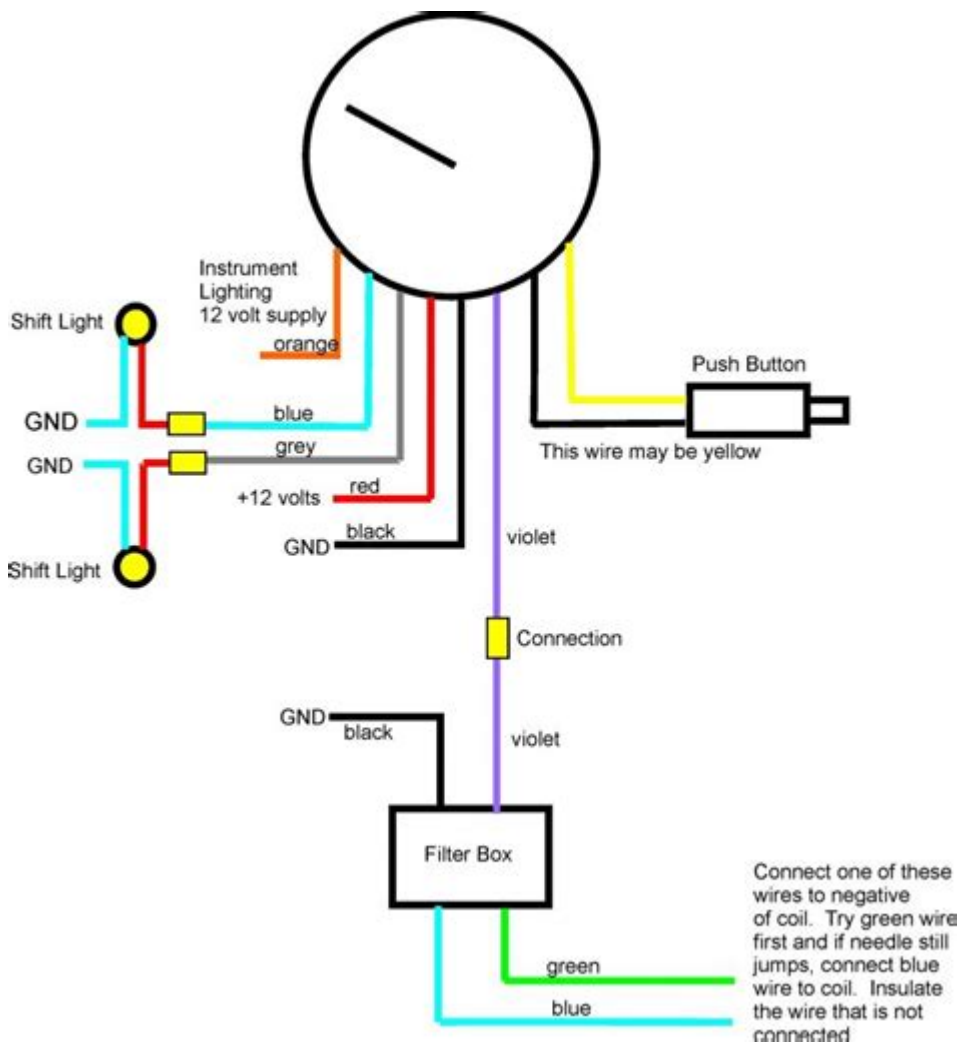 Instrument
Lighting
12 volt supply
orange
Shift Light
GND
blue
GND
grey
+12 volts
red
GND
black
Shift Light
violet
Push Button
This wire may be yellow
Connection
GND
black
violet
Filter Box
green
blue
Connect one of these
wires to negative
of coil. Try green wire
first and if needle still
jumps, connect blue
wire to coil. Insulate
the wire that is not
connected